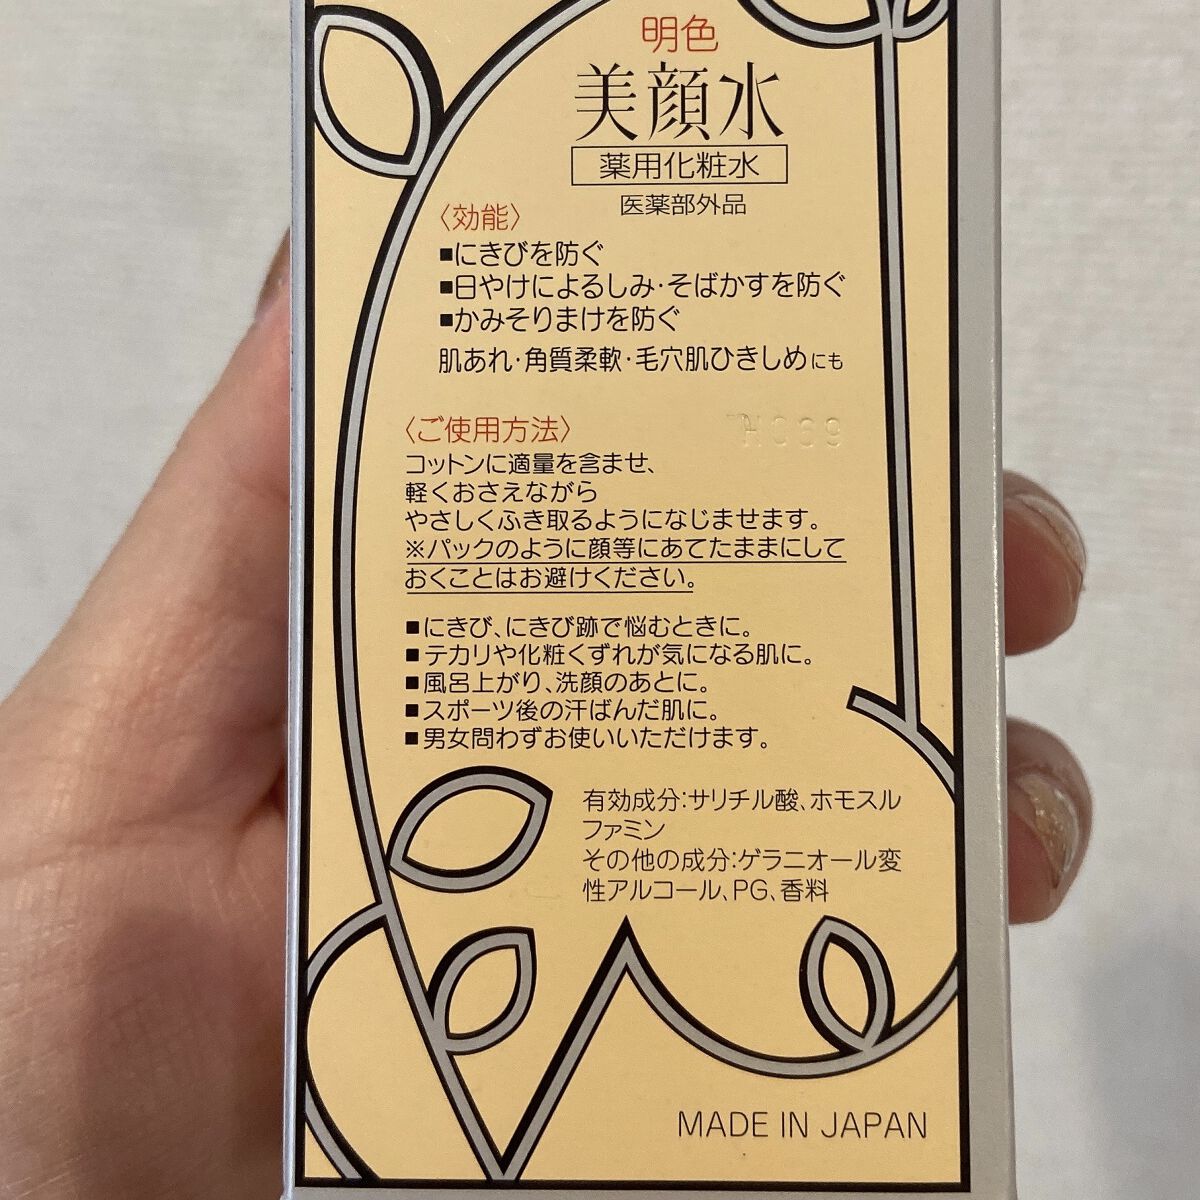 明色
美顔水
薬用化粧水
医薬部外品
〈効能〉
■にきびを防ぐ
■日やけによるしみ・そばかすを防ぐ
■かみそりまけを防ぐ
肌あれ・角質柔軟・毛穴肌ひきしめにも
〈ご使用方法〉
コットンに適量を含ませ、
軽くおさえながら
やさしくふき取るようになじませます。
※パックのように顔等にあてたままにして
おくことはお避けください。
■にきび、にきび跡で悩むときに。
■テカリや化粧くずれが気になる肌に。
■風呂上がり、洗顔のあとに。
■スポーツ後の汗ばんだ肌に。
■男女問わずお使いいただけます。
有効成分:サリチル酸、ホモスル
ファミン
その他の成分:ゲラニオール変
性アルコール、PG、香料
MADE IN JAPAN